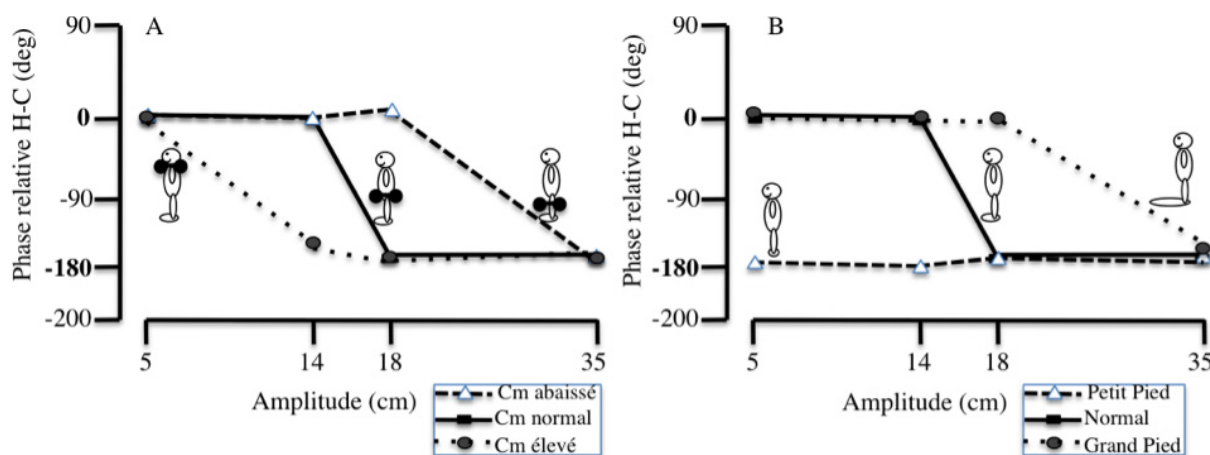 A
Phase relative H-C (deg)
90
0
-90
-180
-200
5 14 18 35
Amplitude (cm)
Cm abaissé
Cm normal
Cm élevé
B
Phase relative H-C (deg)
90
0
-90
-180
-200
5 14 18 35
Amplitude (cm)
Petit Pied
Normal
Grand Pied